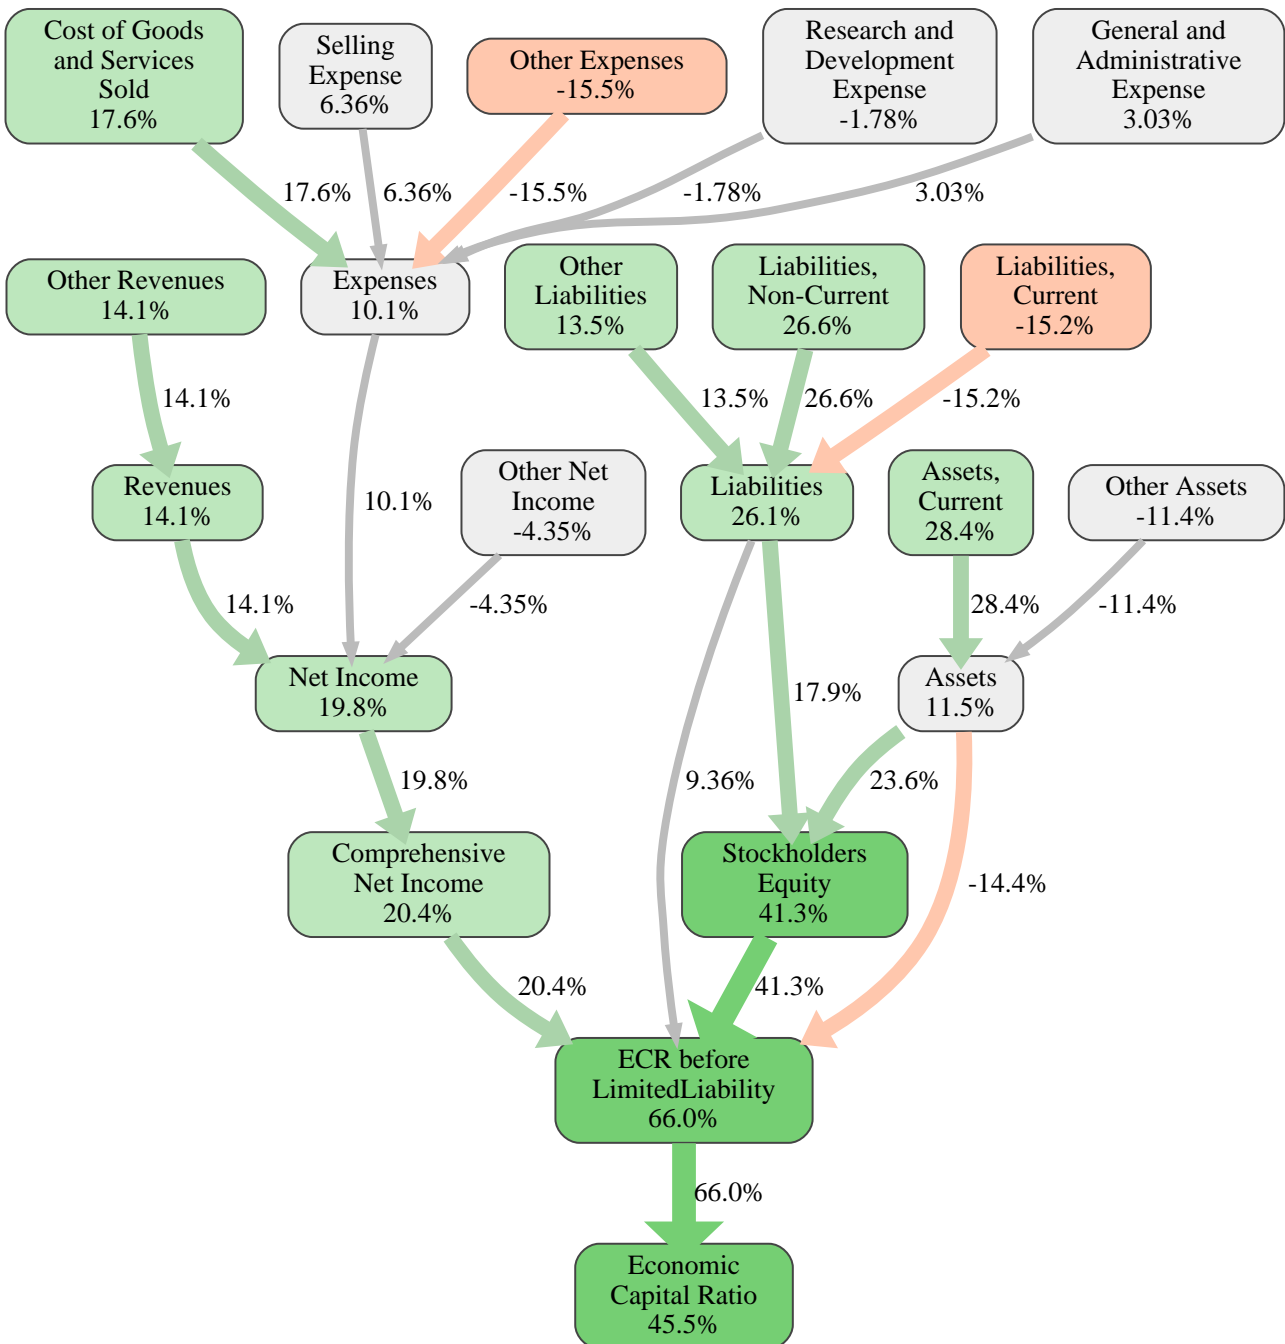 Cost of Goods
and Services
Sold
17.6%
Selling
Expense
6.36%
Other Expenses
-15.5%
Research and
Development
Expense
-1.78%
General and
Administrative
Expense
3.03%
17.6%
6.36%
-15.5%
-1.78%
3.03%
Other Revenues
14.1%
Expenses
10.1%
Other
Liabilities
13.5%
Liabilities,
Non-Current
26.6%
Liabilities,
Current
-15.2%
14.1%
13.5%
26.6%
-15.2%
Revenues
14.1%
10.1%
Other Net
Income
-4.35%
Liabilities
26.1%
Assets,
Current
28.4%
Other Assets
-11.4%
14.1%
-4.35%
28.4%
-11.4%
Net Income
19.8%
17.9%
Assets
11.5%
19.8%
9.36%
23.6%
Comprehensive
Net Income
20.4%
Stockholders
Equity
41.3%
-14.4%
20.4%
41.3%
ECR before
LimitedLiability
66.0%
66.0%
Economic
Capital Ratio
45.5%